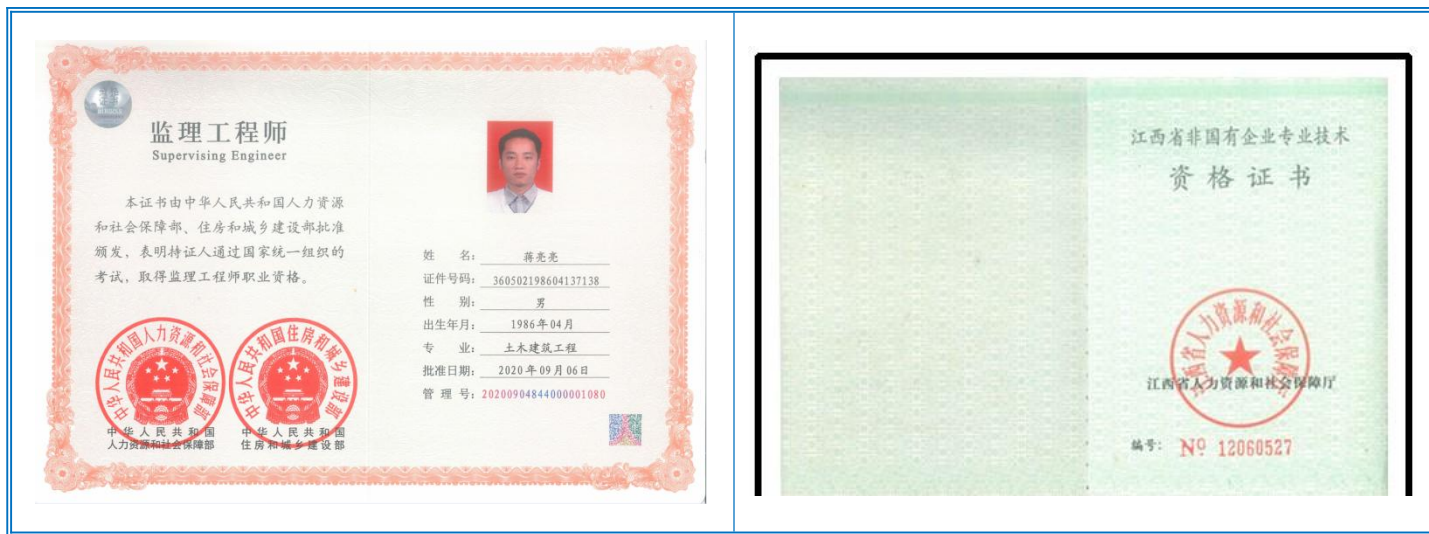 监理工程师
Supervising Engineer
本证书由中华人民共和国人力资源
和社会保障部、住房和城乡建设部批准
颁发，表明持证人通过国家统一组织的
考试，取得监理工程师职业资格。
中华人民共和国人力资源和社会保障部
中华人民共和国住房和城乡建设部
中华人民共和国
人力资源和社会保障部
中华人民共和国
住房和城乡建设部
姓 名：蒋亮亮
证件号码：360502198604137138
性 别：男
出生年月：1986年04月
专 业：土木建筑工程
批准日期：2020年09月06日
管 理 号：20200904844000001080
江西省非国有企业专业技术
资格证书
江西省人力资源和社会保障厅
江西省人力资源和社会保障厅
编号： № 12060527